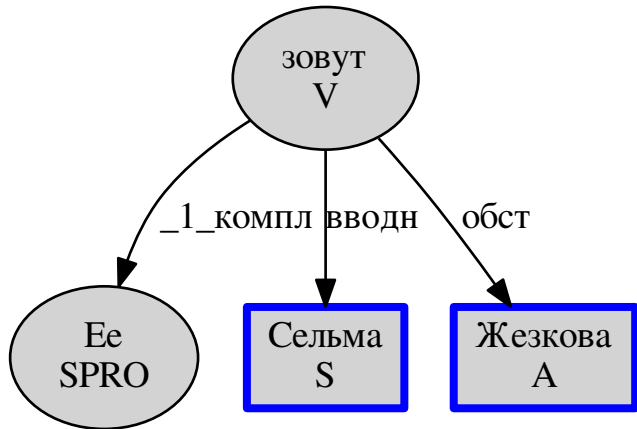 зовут
V
_1_компл
вводн
обст
Ее
SPRO
Сельма
S
Жезкова
A